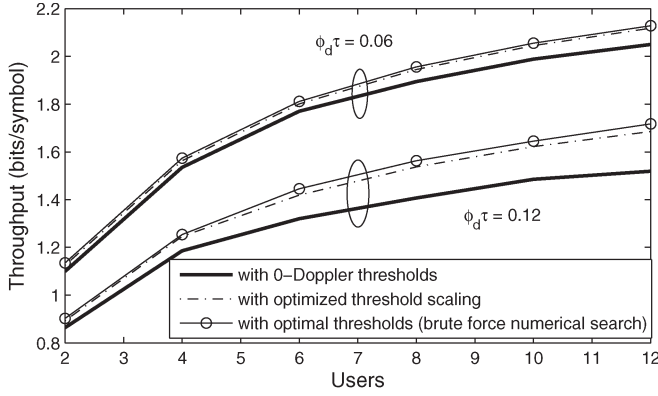 2.2
2
1.8
1.6
1.4
1.2
1
0.8
Throughput (bits/symbol)
ϕdτ = 0.06
ϕdτ = 0.12
with 0–Doppler thresholds
with optimized threshold scaling
with optimal thresholds (brute force numerical search)
2 3 4 5 6 7 8 9 10 11 12
Users